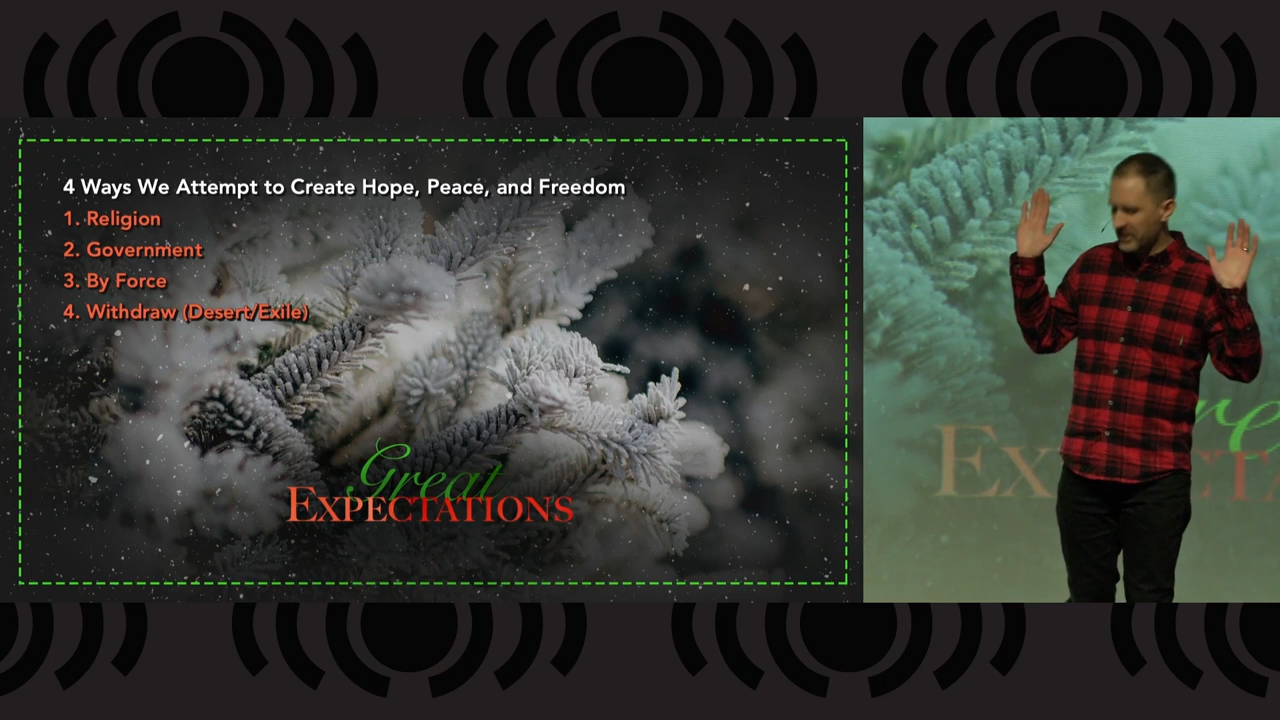 4 Ways We Attempt to Create Hope, Peace, and Freedom
1. Religion
2. Government
3. By Force
4. Withdraw (Desert/Exile)
Great
EXPECTATIONS